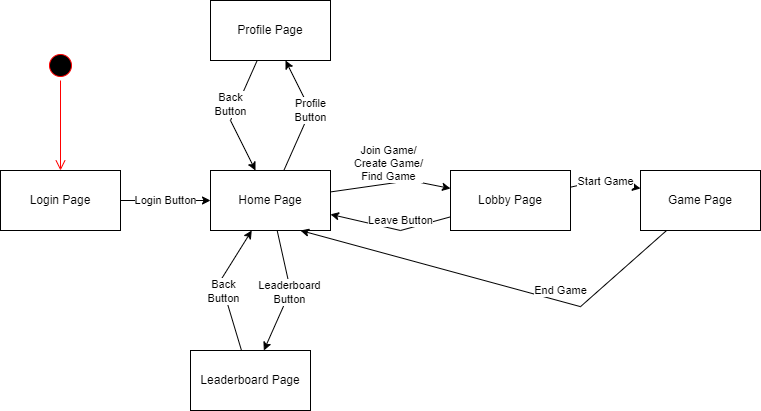 Profile Page
Back
Button
Profile
Button
Join Game/
Create Game/
Find Game
Login Page
Login Button
Home Page
Leave Button
Lobby Page
Start Game
Game Page
Back
Button
Leaderboard
Button
End Game
Leaderboard Page